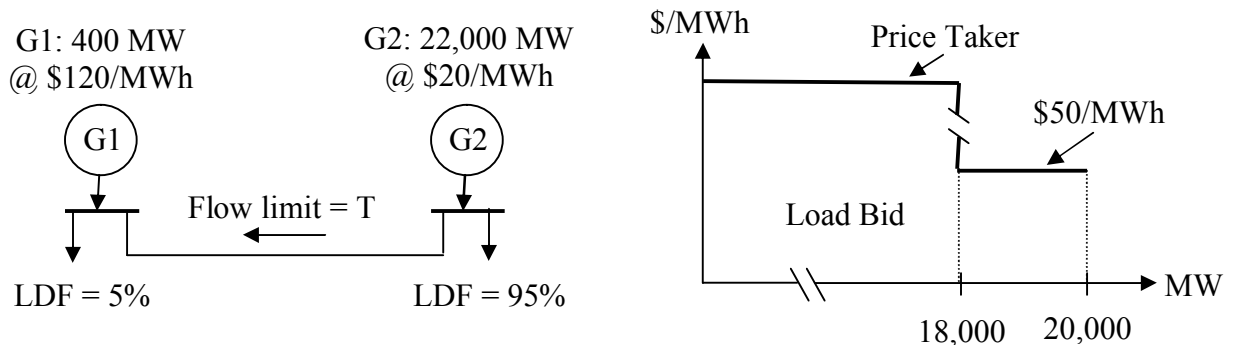 G1: 400 MW
@ $120/MWh
G2: 22,000 MW
@ $20/MWh
G1
G2
Flow limit = T
LDF = 5%
LDF = 95%
$/MWh
Price Taker
$50/MWh
Load Bid
MW
18,000
20,000